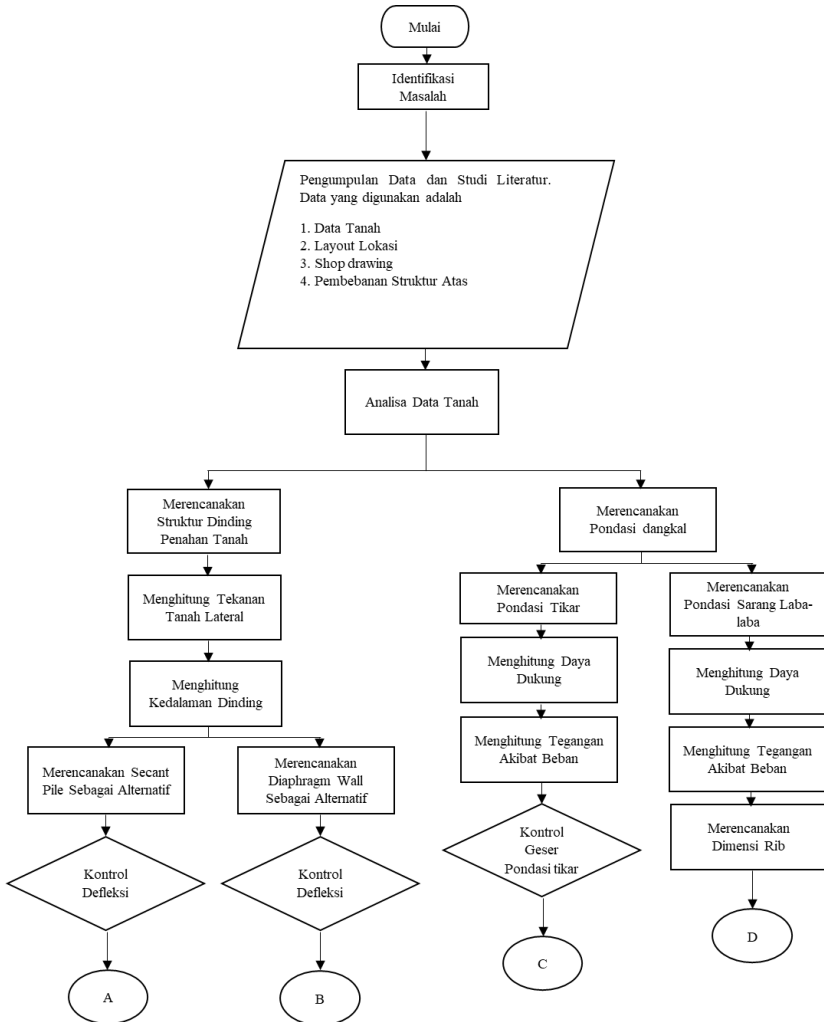 Mulai
Identifikasi
Masalah
Pengumpulan Data dan Studi Literatur.
Data yang digunakan adalah
1. Data Tanah
2. Layout Lokasi
3. Shop drawing
4. Pembebanan Struktur Atas
Analisa Data Tanah
Merencanakan
Struktur Dinding
Penahan Tanah
Menghitung Tekanan
Tanah Lateral
Menghitung
Kedalaman Dinding
Merencanakan Secant
Pile Sebagai Alternatif
Kontrol
Defleksi
A
Merencanakan
Diaphragm Wall
Sebagai Alternatif
Kontrol
Defleksi
B
Merencanakan
Pondasi dangkal
Merencanakan
Pondasi Tikar
Menghitung Daya
Dukung
Menghitung Tegangan
Akibat Beban
Kontrol
Geser
Pondasi tikar
C
Merencanakan
Pondasi Sarang Laba-
laba
Menghitung Daya
Dukung
Menghitung Tegangan
Akibat Beban
Merencanakan
Dimensi Rib
D